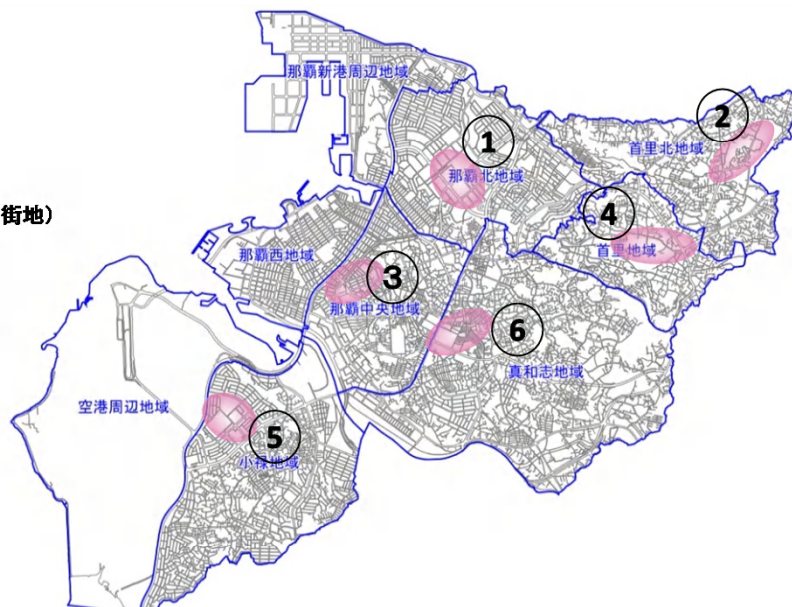 那覇新港周辺地域
②
①
首里北地域
那覇北地域
街地)
④
那覇西地域
首里地域
③
那覇中央地域
⑥
真和志地域
空港周辺地域
⑤
小禄地域